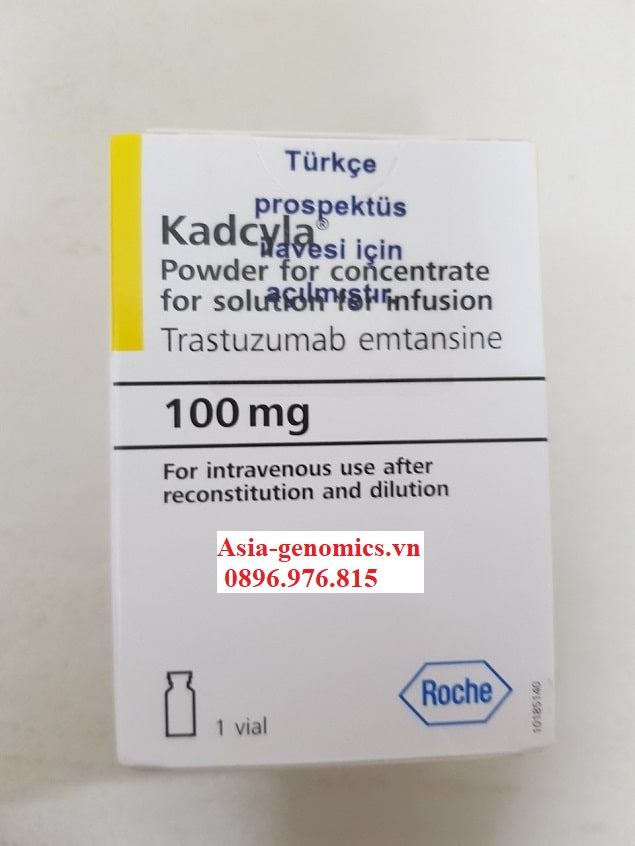 Türkçe
prospektüs
Kadcyla®
ilavesi için
Powder for concentrate
açılmıştır.
for solution for infusion
Trastuzumab emtansine
100 mg
For intravenous use after
reconstitution and dilution
Asia-genomics.vn
0896.976.815
1 vial
Roche
10185140